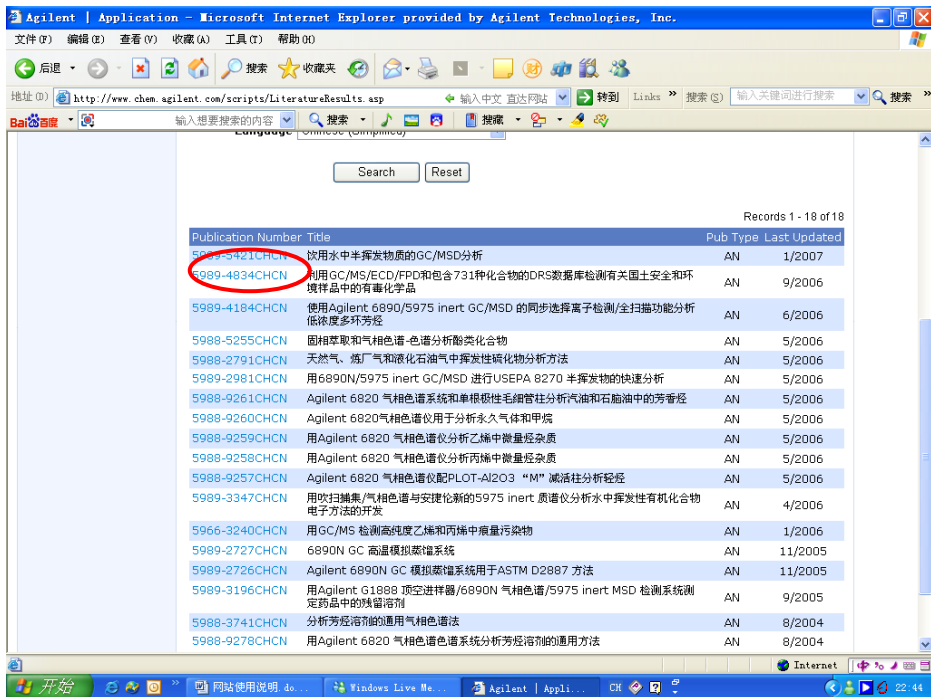 Agilent | Application - Microsoft Internet Explorer provided by Agilent Technologies, Inc.
文件(F) 编辑(E) 查看(V) 收藏(A) 工具(T) 帮助(H)
后退 搜索 收藏夹
地址(D) http://www.chem.agilent.com/scripts/LiteratureResults.asp 输入中文 直达网站 转到 Links » 搜索(S) 输入关键词进行搜索 搜索 »
Bai百度 输入想要搜索的内容 搜索 搜藏
Language Chinese (Simplified)
Search Reset
Records 1 - 18 of 18
Publication Number Title Pub Type Last Updated
5989-5421CHCN 饮用水中半挥发物质的GC/MSD分析 AN 1/2007
5989-4834CHCN 利用GC/MS/ECD/FPD和包含731种化合物的DRS数据库检测有关国土安全和环
境样品中的有毒化学品 AN 9/2006
5989-4184CHCN 使用Agilent 6890/5975 inert GC/MSD 的同步选择离子检测/全扫描功能分析
低浓度多环芳烃 AN 6/2006
5988-5255CHCN 固相萃取和气相色谱-色谱分析酚类化合物 AN 5/2006
5988-2791CHCN 天然气、炼厂气和液化石油气中挥发性硫化物分析方法 AN 5/2006
5989-2981CHCN 用6890N/5975 inert GC/MSD 进行USEPA 8270 半挥发物的快速分析 AN 5/2006
5988-9261CHCN Agilent 6820 气相色谱系统和单根极性毛细管柱分析汽油和石脑油中的芳香烃 AN 5/2006
5988-9260CHCN Agilent 6820气相色谱仪用于分析永久气体和甲烷 AN 5/2006
5988-9259CHCN 用Agilent 6820 气相色谱仪分析乙烯中微量烃杂质 AN 5/2006
5988-9258CHCN 用Agilent 6820 气相色谱仪分析丙烯中微量烃杂质 AN 5/2006
5988-9257CHCN Agilent 6820 气相色谱仪配PLOT-Al2O3 “M”减活柱分析轻烃 AN 5/2006
5989-3347CHCN 用吹扫捕集/气相色谱与安捷伦新的5975 inert 质谱仪分析水中挥发性有机化合物
电子方法的开发 AN 4/2006
5966-3240CHCN 用GC/MS 检测高纯度乙烯和丙烯中痕量污染物 AN 1/2006
5989-2727CHCN 6890N GC 高温模拟蒸馏系统 AN 11/2005
5989-2726CHCN Agilent 6890N GC 模拟蒸馏系统用于ASTM D2887 方法 AN 11/2005
5989-3196CHCN 用Agilent G1888 顶空进样器/6890N 气相色谱/5975 inert MSD 检测系统测
定药品中的残留溶剂 AN 9/2005
5988-3741CHCN 分析芳烃溶剂的通用气相色谱法 AN 8/2004
5988-9278CHCN 用Agilent 6820 气相色谱色谱系统分析芳烃溶剂的通用方法 AN 8/2004
Internet 中
开始 » 网站使用说明.do... Windows Live Me... Agilent | Appli... CH 22:44